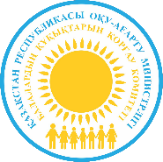 ҚАЗАҚСТАН РЕСПУБЛИКАСЫ ОҚУ-АҒАРТУ МИНИСТРЛІГІ
БАЛАЛАРДЫҢ ҚҰҚЫҚТАРЫН ҚОРҒАУ КОМИТЕТІ